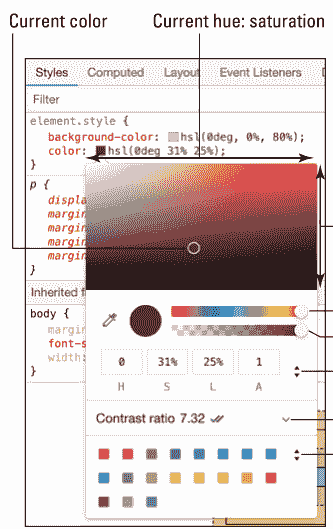 Current color
Current hue: saturation
Styles Computed Layout Event Listeners
Filter
element.style {
background-color: hsl(0deg, 0%, 80%);
color: hsl(0deg 31% 25%);
}
p {
displa
margin
margin
margin
margin
}
Inherited f
body {
margin
font-s
width:
}
0 31% 25% 1
H S L A
Contrast ratio 7.32